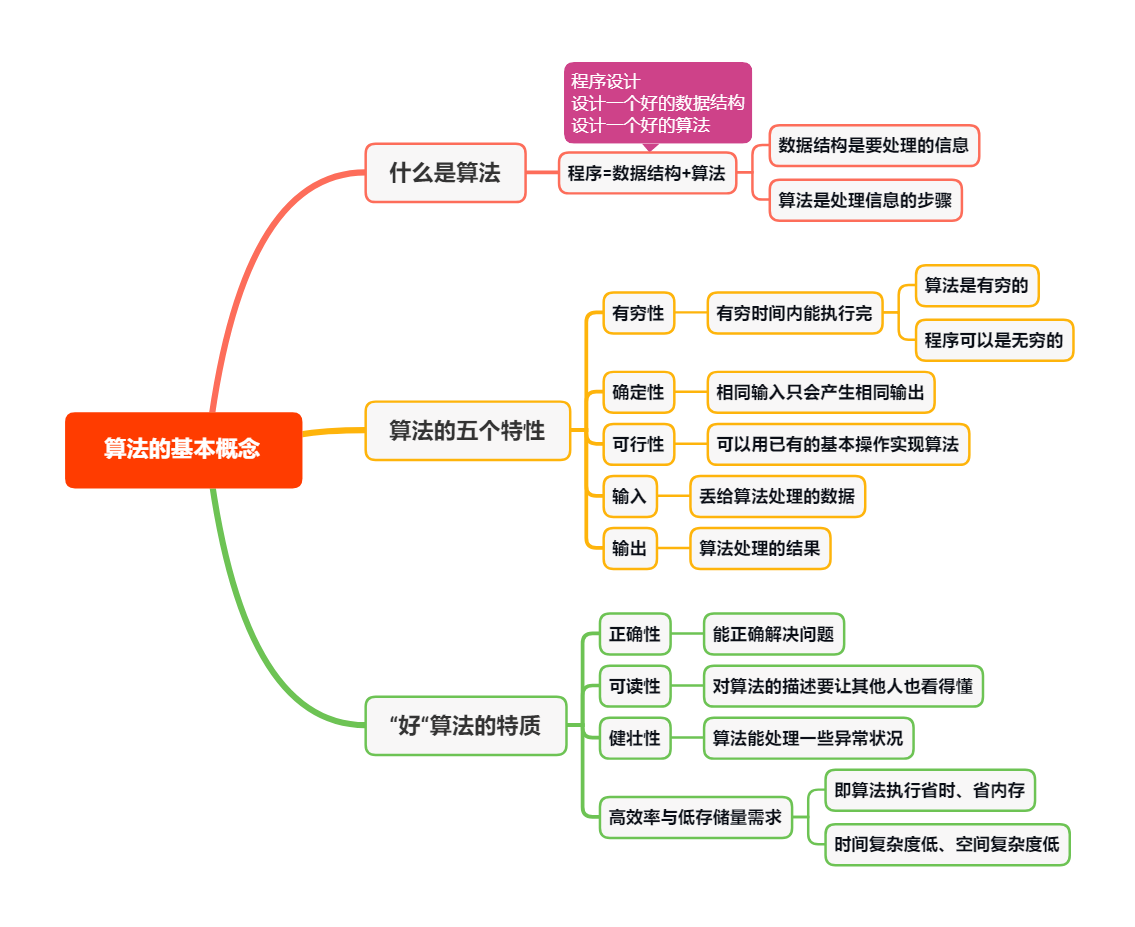 算法的基本概念
什么是算法
程序设计
设计一个好的数据结构
设计一个好的算法
程序=数据结构+算法
数据结构是要处理的信息
算法是处理信息的步骤
算法的五个特性
有穷性
有穷时间内能执行完
算法是有穷的
程序可以是无穷的
确定性
相同输入只会产生相同输出
可行性
可以用已有的基本操作实现算法
输入
丢给算法处理的数据
输出
算法处理的结果
“好“算法的特质
正确性
能正确解决问题
可读性
对算法的描述要让其他人也看得懂
健壮性
算法能处理一些异常状况
高效率与低存储量需求
即算法执行省时、省内存
时间复杂度低、空间复杂度低